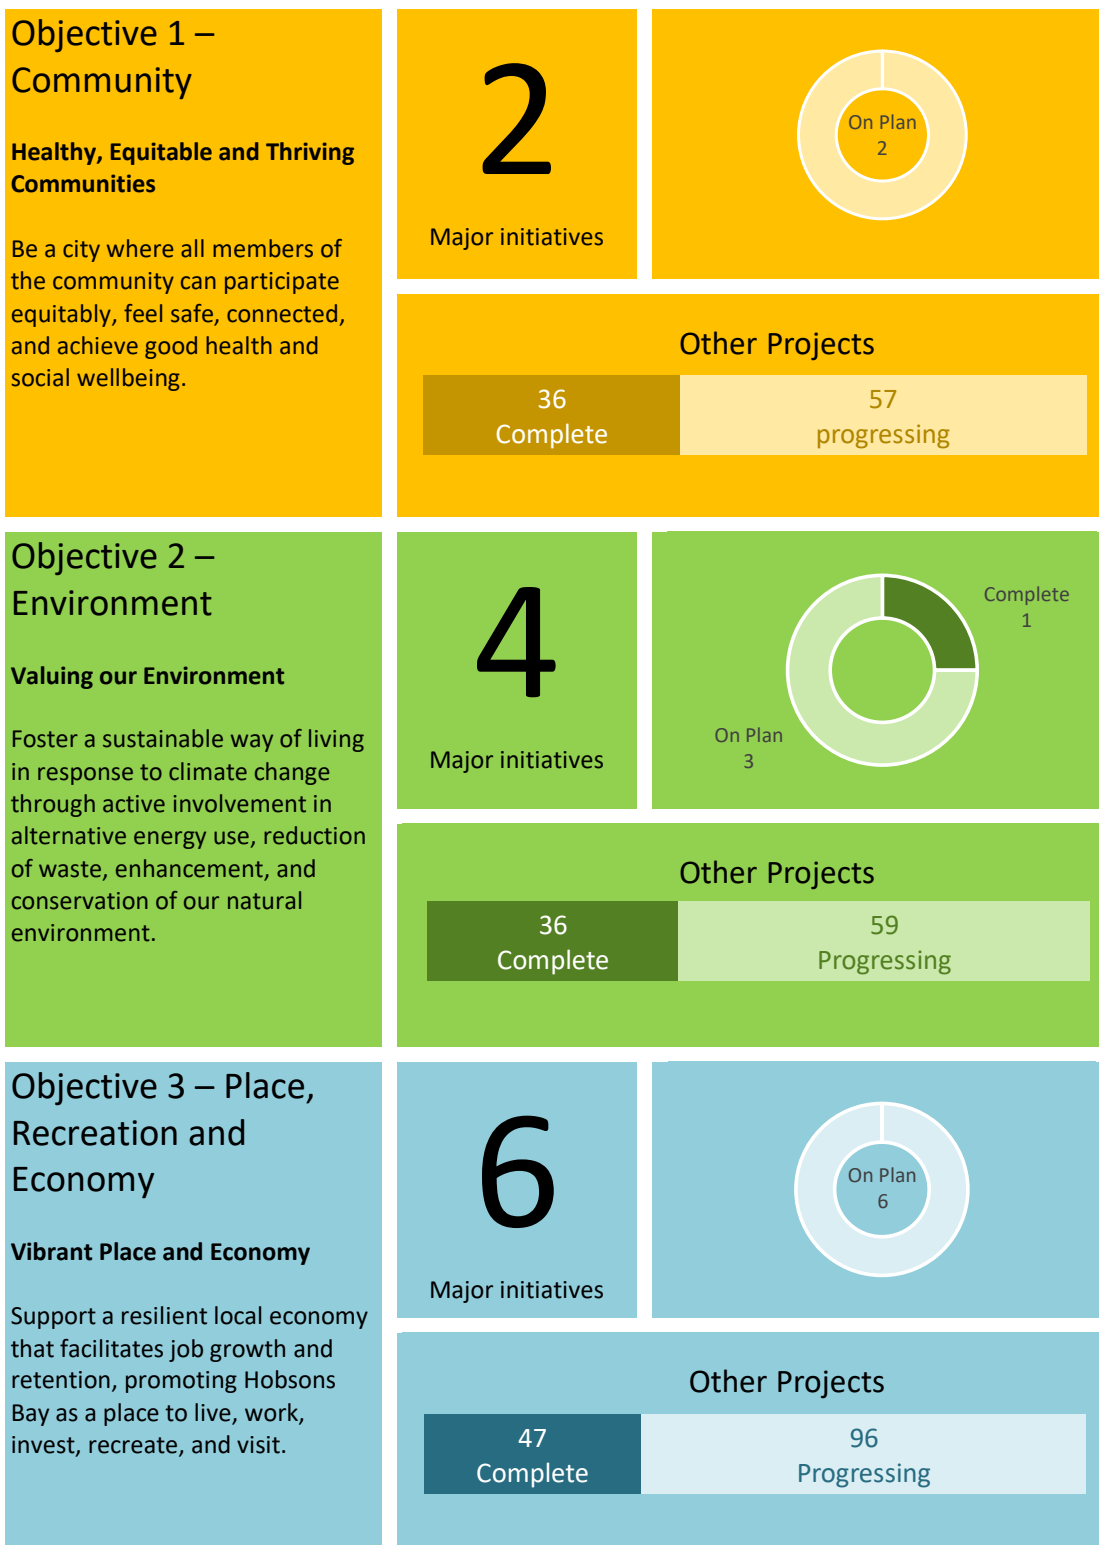 Objective 1 –
Community
Healthy, Equitable and Thriving
Communities
Be a city where all members of
the community can participate
equitably, feel safe, connected,
and achieve good health and
social wellbeing.
2
Major initiatives
On Plan
2
Other Projects
36
Complete
57
progressing
Objective 2 –
Environment
Valuing our Environment
Foster a sustainable way of living
in response to climate change
through active involvement in
alternative energy use, reduction
of waste, enhancement, and
conservation of our natural
environment.
4
Major initiatives
Complete
1
On Plan
3
Other Projects
36
Complete
59
Progressing
Objective 3 – Place,
Recreation and
Economy
Vibrant Place and Economy
Support a resilient local economy
that facilitates job growth and
retention, promoting Hobsons
Bay as a place to live, work,
invest, recreate, and visit.
6
Major initiatives
On Plan
6
Other Projects
47
Complete
96
Progressing